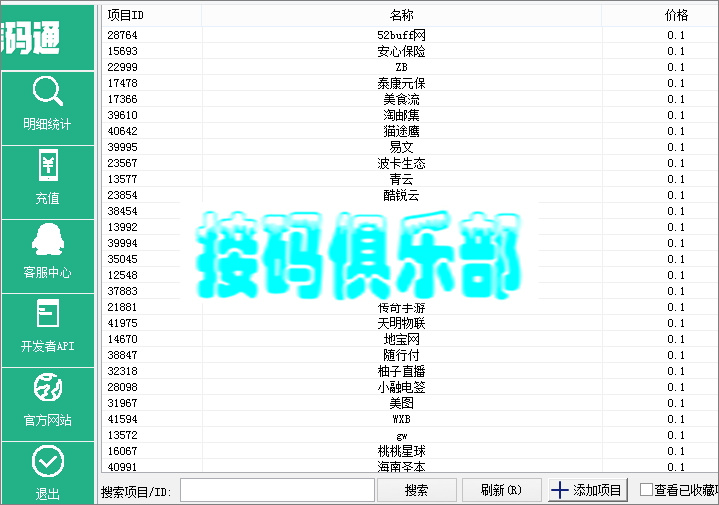 码通
明细统计
充值
客服中心
开发者API
官方网站
退出
项目ID 名称 价格
28764 52buff网 0.1
15693 安心保险 0.1
22999 ZB 0.1
17478 泰康元保 0.1
17366 美食流 0.1
39610 淘邮集 0.1
40642 猫途鹰 0.1
39995 易文 0.1
23567 波卡生态 0.1
13577 青云 0.1
23854 酷锐云 0.1
38454 0.1
13992 0.1
39994 0.1
35045 0.1
12548 0.1
37883 0.1
接码俱乐部
21881 传奇手游 0.1
41975 天明物联 0.1
14670 地宝网 0.1
38847 随行付 0.1
32318 柚子直播 0.1
28098 小融电签 0.1
31967 美图 0.1
41594 WXB 0.1
13572 gw 0.1
16067 桃桃星球 0.1
40991 海南圣本 0.1
搜索项目/ID: 搜索 刷新(R) 添加项目 查看已收藏